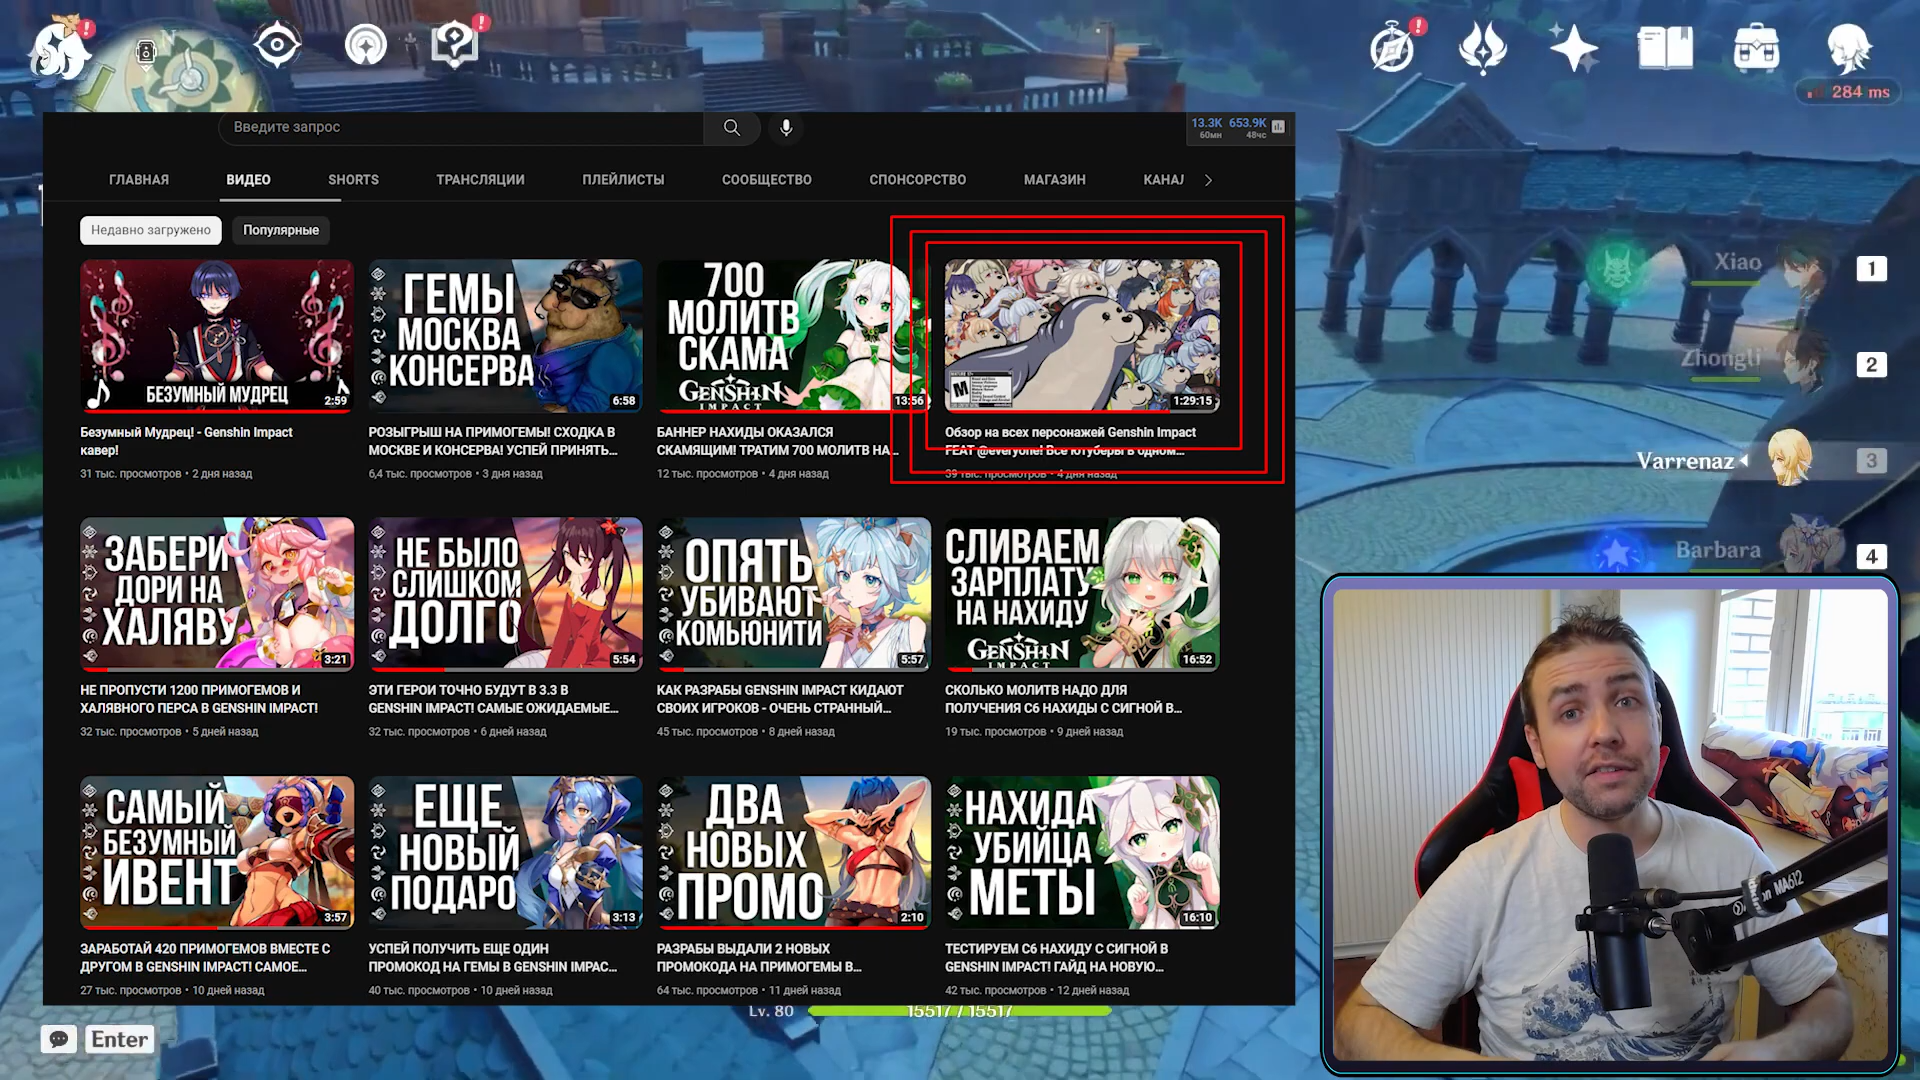 N
284 ms
Введите запрос
13.3K 653.9K
60мн 48чс
ГЛАВНАЯ ВИДЕО SHORTS ТРАНСЛЯЦИИ ПЛЕЙЛИСТЫ СООБЩЕСТВО СПОНСОРСТВО МАГАЗИН КАНАЛ
Недавно загружено Популярные
БЕЗУМНЫЙ МУДРЕЦ
2:59
Безумный Мудрец! - Genshin Impact
кавер!
31 тыс. просмотров • 2 дня назад
ГЕМЫ
МОСКВА
КОНСЕРВА
6:58
РОЗЫГРЫШ НА ПРИМОГЕМЫ! СХОДКА В
МОСКВЕ И КОНСЕРВА! УСПЕЙ ПРИНЯТЬ...
6,4 тыс. просмотров • 3 дня назад
700
МОЛИТВ
СКАМА
GENSHIN
IMPACT
13:56
БАННЕР НАХИДЫ ОКАЗАЛСЯ
СКАМЯЩИМ! ТРАТИМ 700 МОЛИТВ НА...
12 тыс. просмотров • 4 дня назад
M
1:29:15
Обзор на всех персонажей Genshin Impact
FEAT @everyone! Все ютуберы в одном...
39 тыс. просмотров • 4 дня назад
ЗАБЕРИ
ДОРИ НА
ХАЛЯВУ
3:21
НЕ ПРОПУСТИ 1200 ПРИМОГЕМОВ И
ХАЛЯВНОГО ПЕРСА В GENSHIN IMPACT!
32 тыс. просмотров • 5 дней назад
НЕ БЫЛО
СЛИШКОМ
ДОЛГО
5:54
ЭТИ ГЕРОИ ТОЧНО БУДУТ В 3.3 В
GENSHIN IMPACT! САМЫЕ ОЖИДАЕМЫЕ...
32 тыс. просмотров • 6 дней назад
ОПЯТЬ
УБИВАЮТ
КОМЬЮНИТИ
5:57
КАК РАЗРАБЫ GENSHIN IMPACT КИДАЮТ
СВОИХ ИГРОКОВ - ОЧЕНЬ СТРАННЫЙ...
45 тыс. просмотров • 8 дней назад
СЛИВАЕМ
ЗАРПЛАТУ
НА НАХИДУ
GENSHIN
IMPACT
16:52
СКОЛЬКО МОЛИТВ НАДО ДЛЯ
ПОЛУЧЕНИЯ С6 НАХИДЫ С СИГНОЙ В...
19 тыс. просмотров • 9 дней назад
САМЫЙ
БЕЗУМНЫЙ
ИВЕНТ
3:57
ЗАРАБОТАЙ 420 ПРИМОГЕМОВ ВМЕСТЕ С
ДРУГОМ В GENSHIN IMPACT! САМОЕ...
27 тыс. просмотров • 10 дней назад
ЕЩЕ
НОВЫЙ
ПОДАРО
3:13
УСПЕЙ ПОЛУЧИТЬ ЕЩЕ ОДИН
ПРОМОКОД НА ГЕМЫ В GENSHIN IMPAC...
40 тыс. просмотров • 10 дней назад
ДВА
НОВЫХ
ПРОМО
2:10
РАЗРАБЫ ВЫДАЛИ 2 НОВЫХ
ПРОМОКОДА НА ПРИМОГЕМЫ В...
64 тыс. просмотров • 11 дней назад
НАХИДА
УБИЙЦА
МЕТЫ
16:10
ТЕСТИРУЕМ С6 НАХИДУ С СИГНОЙ В
GENSHIN IMPACT! ГАЙД НА НОВУЮ...
42 тыс. просмотров • 12 дней назад
Xiao 1
Zhongli 2
Varrenaz 3
Barbara 4
MA612
Lv. 80 15517 / 15517
Enter